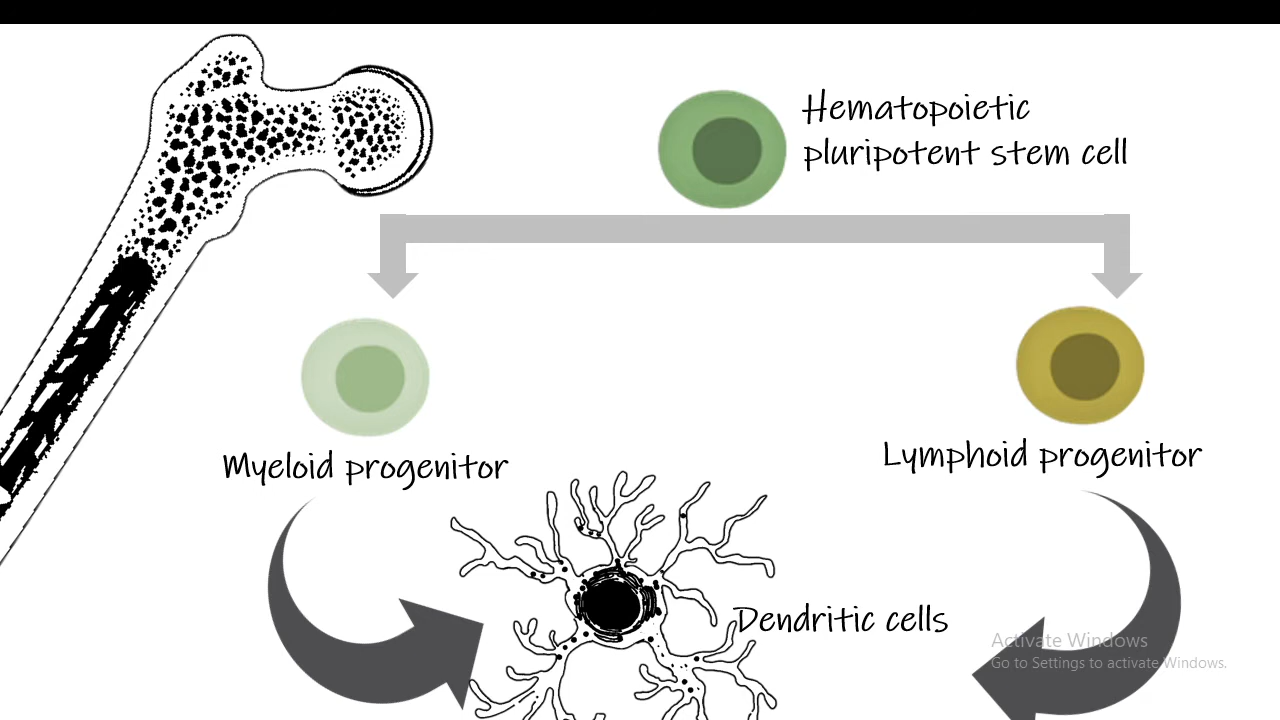 Hematopoietic
pluripotent stem cell
Myeloid progenitor
Lymphoid progenitor
Dendritic cells
Activate Windows
Go to Settings to activate Windows.